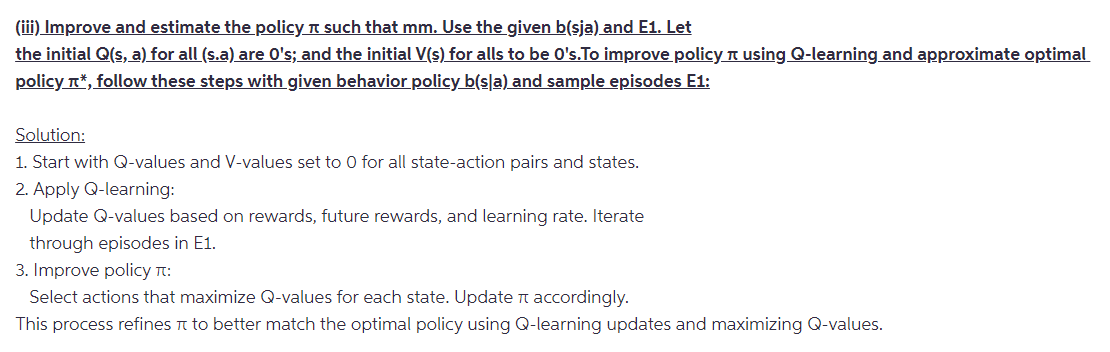 (iii) Improve and estimate the policy π such that mm. Use the given b(sja) and E1. Let
the initial Q(s, a) for all (s.a) are 0's; and the initial V(s) for alls to be 0's.To improve policy π using Q-learning and approximate optimal
policy π*, follow these steps with given behavior policy b(s|a) and sample episodes E1:
Solution:
1. Start with Q-values and V-values set to 0 for all state-action pairs and states.
2. Apply Q-learning:
Update Q-values based on rewards, future rewards, and learning rate. Iterate
through episodes in E1.
3. Improve policy π:
Select actions that maximize Q-values for each state. Update π accordingly.
This process refines π to better match the optimal policy using Q-learning updates and maximizing Q-values.